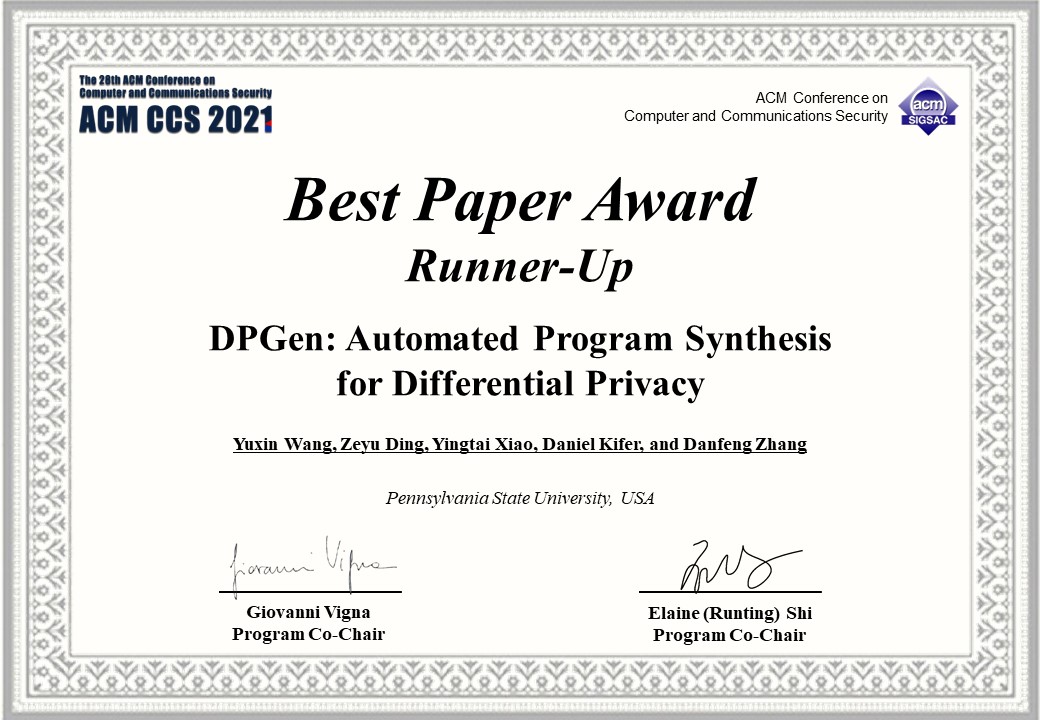 The 28th ACM Conference on
Computer and Communications Security
ACM CCS 2021
ACM Conference on
Computer and Communications Security
acm
SIGSAC
Best Paper Award
Runner-Up
DPGen: Automated Program Synthesis
for Differential Privacy
Yuxin Wang, Zeyu Ding, Yingtai Xiao, Daniel Kifer, and Danfeng Zhang
Pennsylvania State University, USA
Giovanni Vigna
Giovanni Vigna
Program Co-Chair
Elaine (Runting) Shi
Program Co-Chair